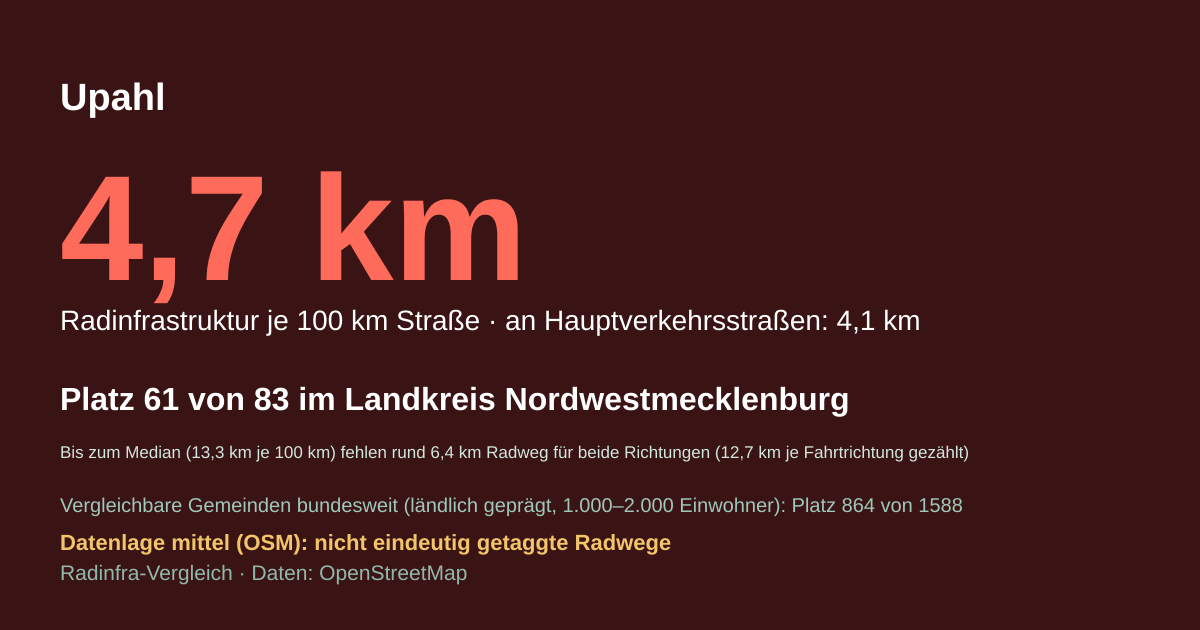 Upahl
4,7 km
Radinfrastruktur je 100 km Straße · an Hauptverkehrsstraßen: 4,1 km
Platz 61 von 83 im Landkreis Nordwestmecklenburg
Bis zum Median (13,3 km je 100 km) fehlen rund 6,4 km Radweg für beide Richtungen (12,7 km je Fahrtrichtung gezählt)
Vergleichbare Gemeinden bundesweit (ländlich geprägt, 1.000–2.000 Einwohner): Platz 864 von 1588
Datenlage mittel (OSM): nicht eindeutig getaggte Radwege
Radinfra-Vergleich · Daten: OpenStreetMap